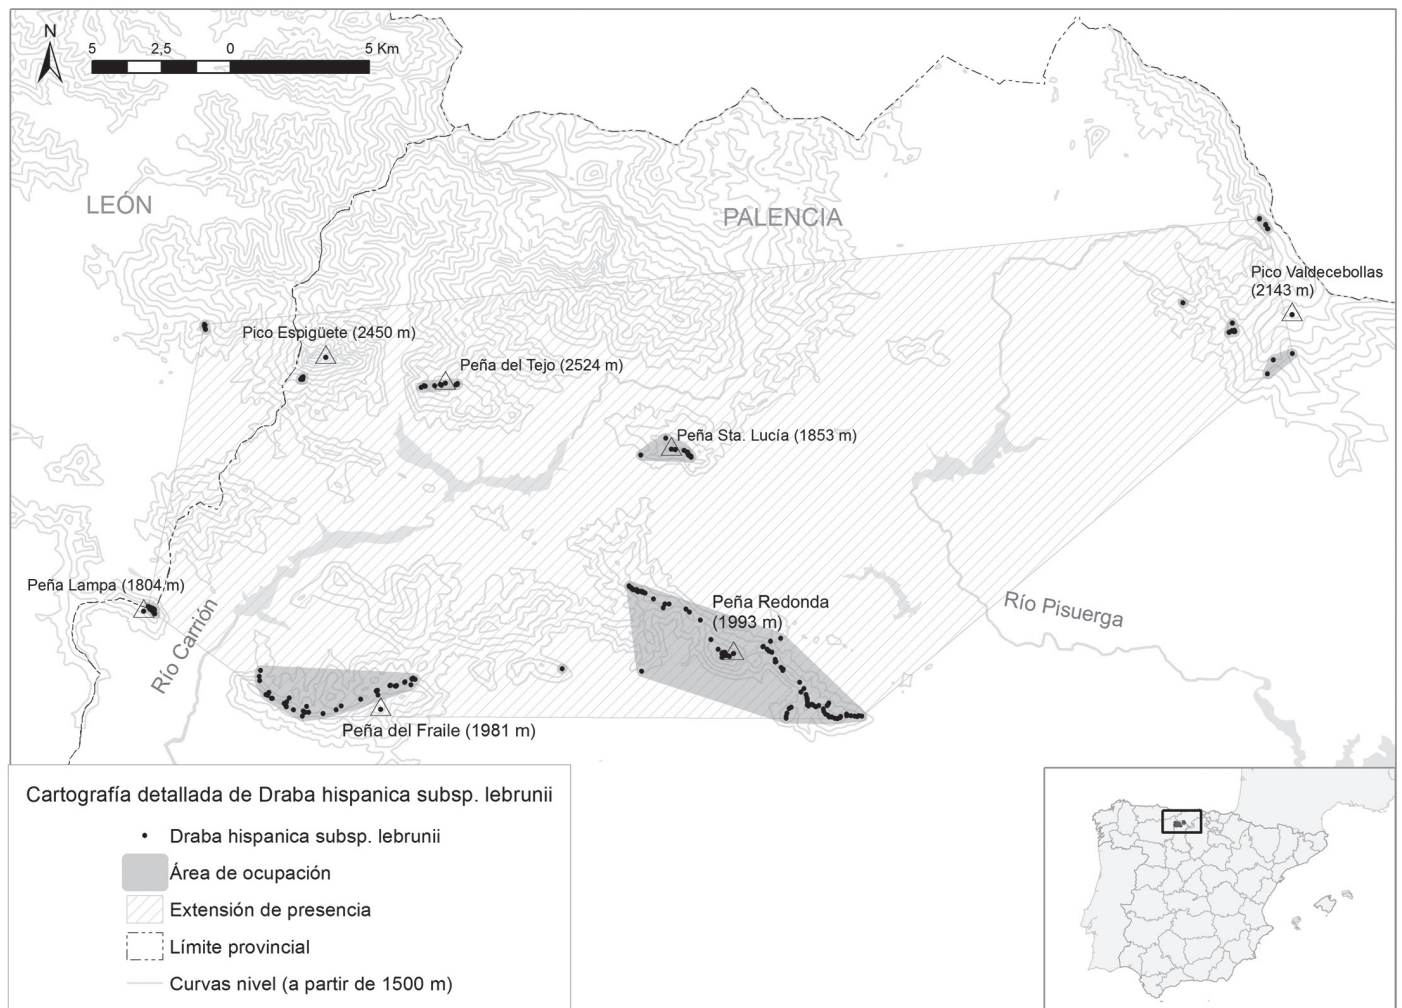 N
5 2,5 0 5 Km
LEÓN
PALENCIA
Pico Valdecebollas
(2143 m)
Pico Espigüete (2450 m)
Peña del Tejo (2524 m)
Peña Sta. Lucía (1853 m)
Peña Lampa (1804 m)
Río Carrión
Peña Redonda
(1993 m)
Río Pisuerga
Peña del Fraile (1981 m)
Cartografía detallada de Draba hispanica subsp. lebrunii
Draba hispanica subsp. lebrunii
Área de ocupación
Extensión de presencia
Límite provincial
Curvas nivel (a partir de 1500 m)